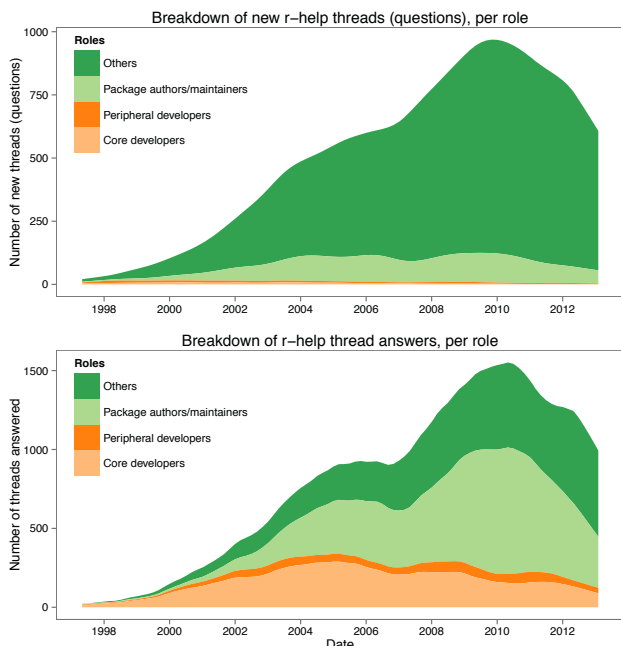 Breakdown of new r-help threads (questions), per role
Number of new threads (questions)
1000
750
500
250
0
Roles
Others
Package authors/maintainers
Peripheral developers
Core developers
1998 2000 2002 2004 2006 2008 2010 2012
Breakdown of r-help thread answers, per role
Number of threads answered
1500
1000
500
0
Roles
Others
Package authors/maintainers
Peripheral developers
Core developers
1998 2000 2002 2004 2006 2008 2010 2012
Date